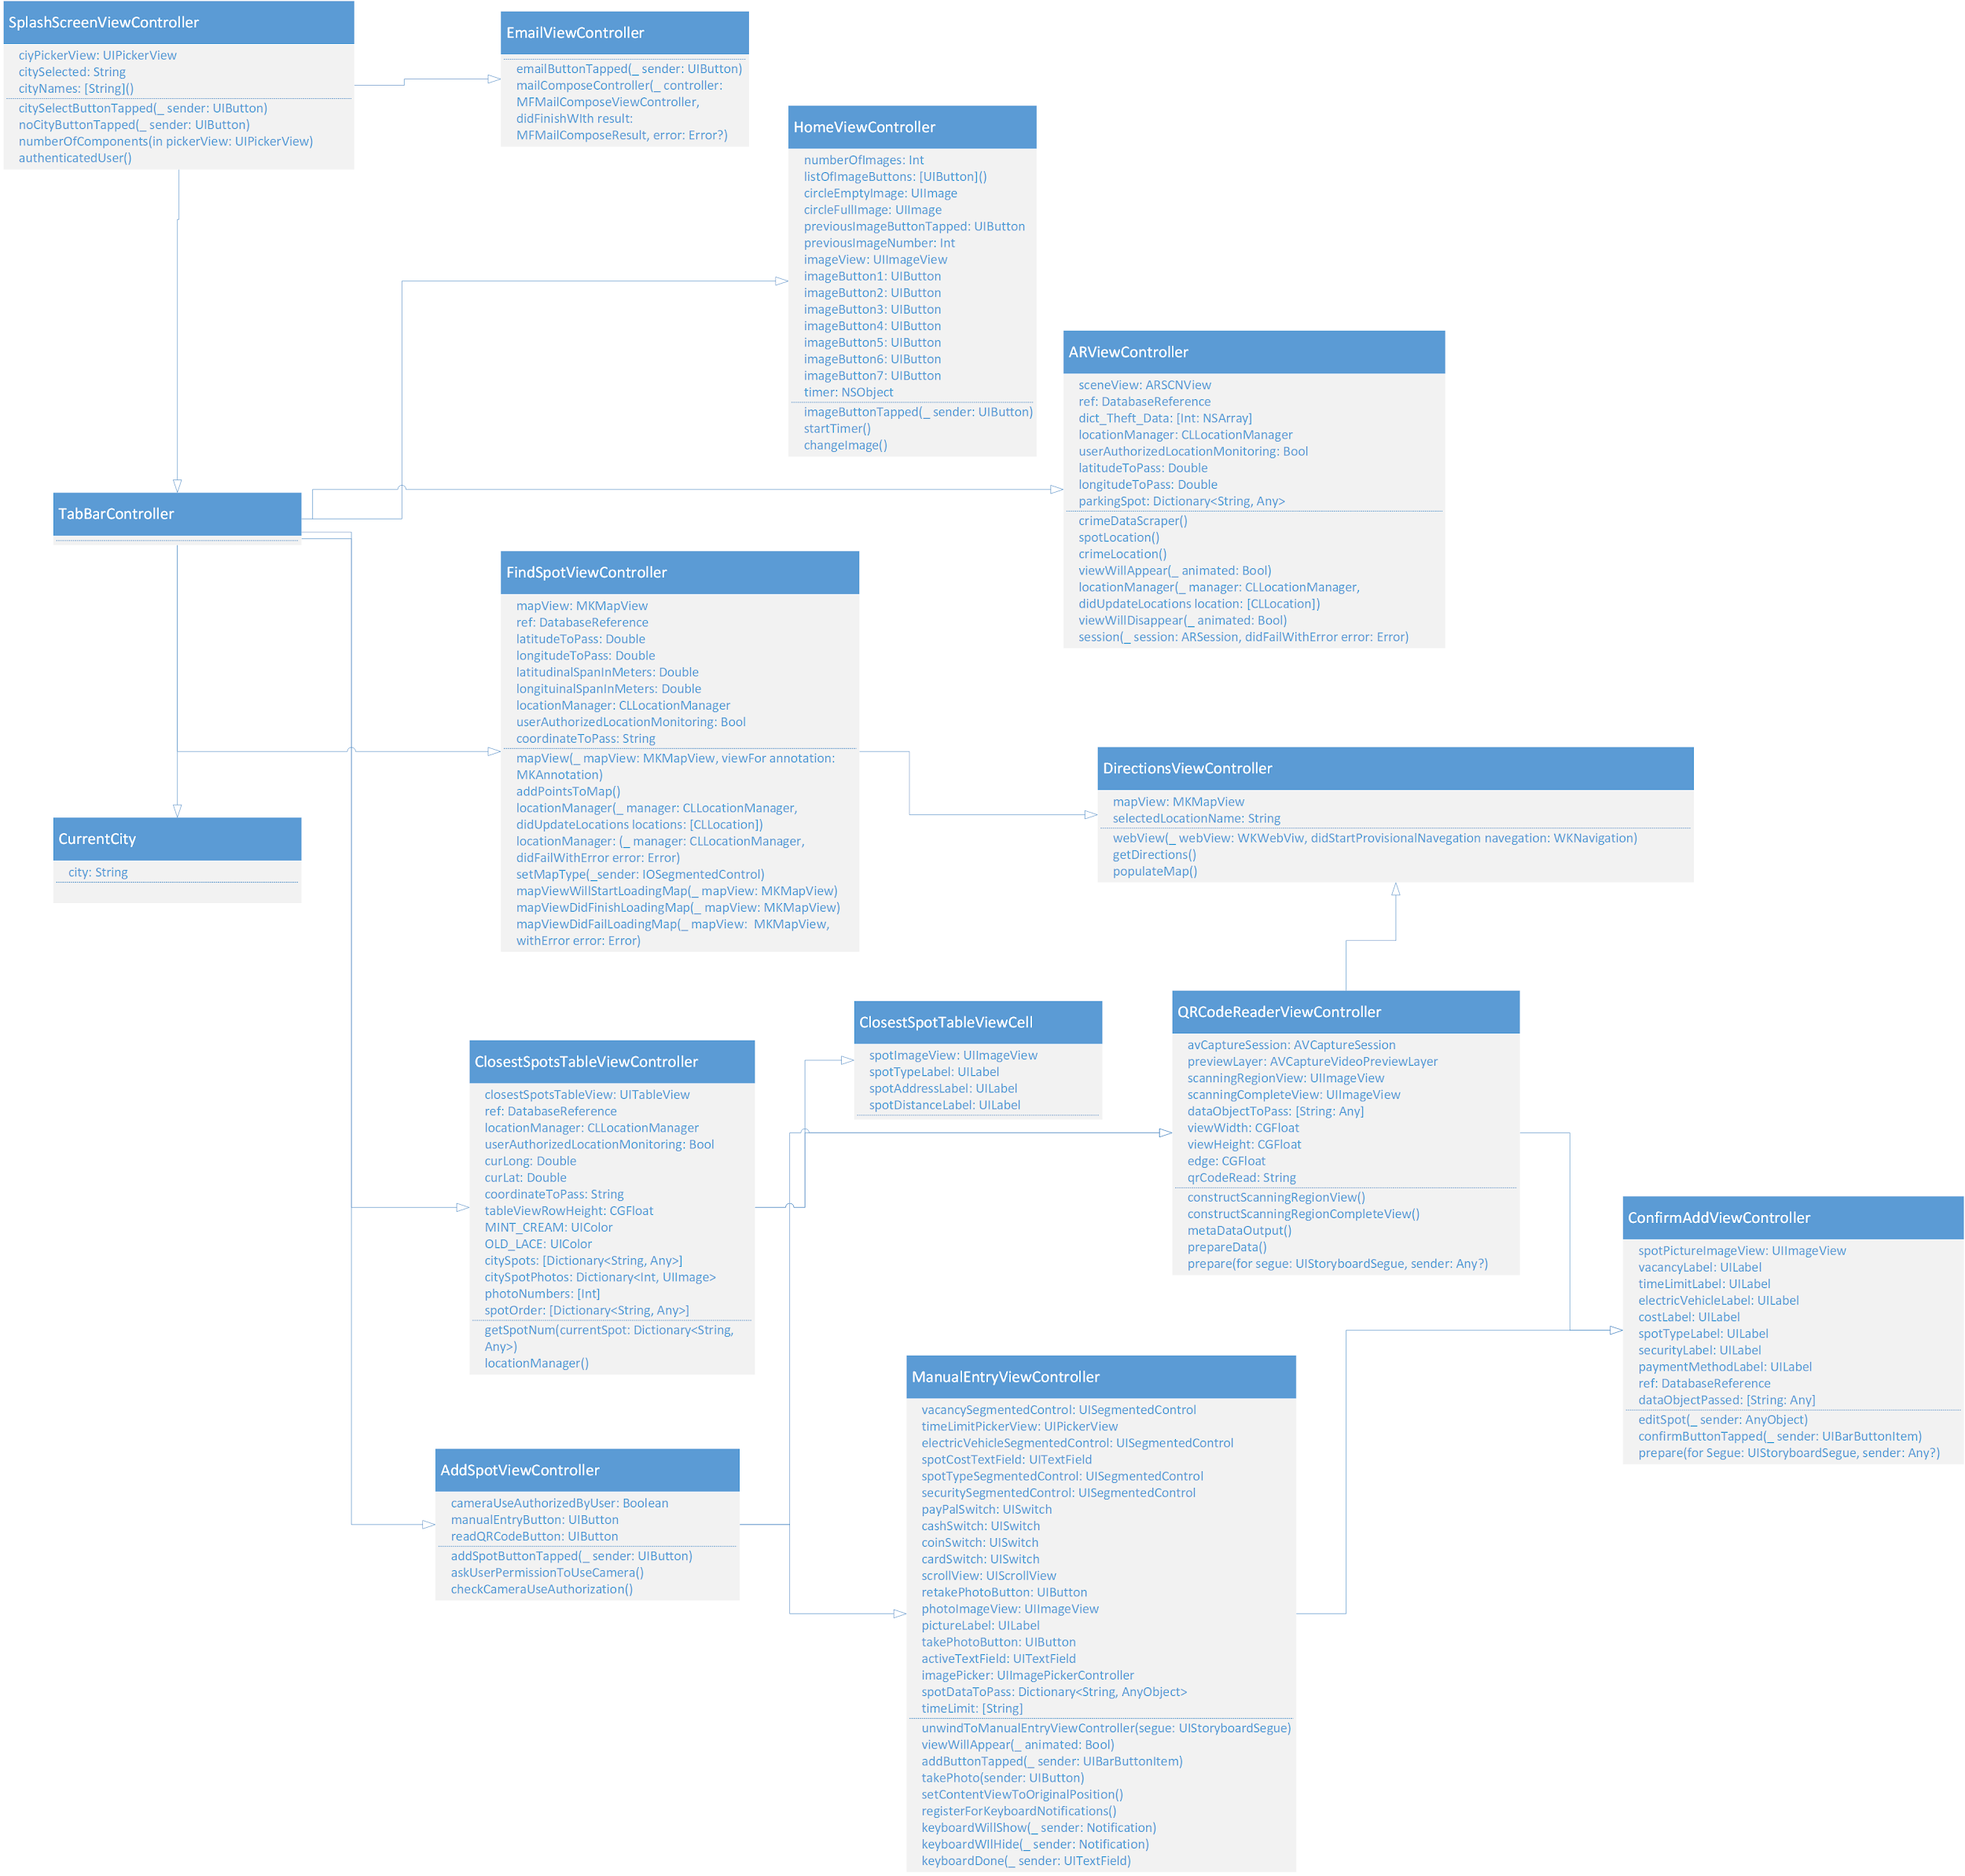 SplashScreenViewController
ciyPickerView: UIPickerView
citySelected: String
cityNames: [String]()
citySelectButtonTapped(_ sender: UIButton)
noCityButtonTapped(_ sender: UIButton)
numberOfComponents(in pickerView: UIPickerView)
authenticatedUser()
EmailViewController
emailButtonTapped(_ sender: UIButton)
mailComposeController(_ controller:
MFMailComposeViewController,
didFinishWIth result:
MFMailComposeResult, error: Error?)
HomeViewController
numberOfImages: Int
listOfImageButtons: [UIButton]()
circleEmptyImage: UIImage
circleFullImage: UIImage
previousImageButtonTapped: UIButton
previousImageNumber: Int
imageView: UIImageView
imageButton1: UIButton
imageButton2: UIButton
imageButton3: UIButton
imageButton4: UIButton
imageButton5: UIButton
imageButton6: UIButton
imageButton7: UIButton
timer: NSObject
imageButtonTapped(_ sender: UIButton)
startTimer()
changeImage()
ARViewController
sceneView: ARSCNView
ref: DatabaseReference
dict_Theft_Data: [Int: NSArray]
locationManager: CLLocationManager
userAuthorizedLocationMonitoring: Bool
latitudeToPass: Double
longitudeToPass: Double
parkingSpot: Dictionary<String, Any>
crimeDataScraper()
spotLocation()
crimeLocation()
viewWillAppear(_ animated: Bool)
locationManager(_ manager: CLLocationManager,
didUpdateLocations location: [CLLocation])
viewWillDisappear(_ animated: Bool)
session(_ session: ARSession, didFailWithError error: Error)
TabBarController
FindSpotViewController
mapView: MKMapView
ref: DatabaseReference
latitudeToPass: Double
longitudeToPass: Double
latitudinalSpanInMeters: Double
longituinalSpanInMeters: Double
locationManager: CLLocationManager
userAuthorizedLocationMonitoring: Bool
coordinateToPass: String
mapView(_ mapView: MKMapView, viewFor annotation:
MKAnnotation)
addPointsToMap()
locationManager(_ manager: CLLocationManager,
didUpdateLocations locations: [CLLocation])
locationManager: (_ manager: CLLocationManager,
didFailWithError error: Error)
setMapType(_sender: IOSegmentedControl)
mapViewWillStartLoadingMap(_ mapView: MKMapView)
mapViewDidFinishLoadingMap(_ mapView: MKMapView)
mapViewDidFailLoadingMap(_ mapView:  MKMapView,
withError error: Error)
DirectionsViewController
mapView: MKMapView
selectedLocationName: String
webView(_ webView: WKWebViw, didStartProvisionalNavegation navegation: WKNavigation)
getDirections()
populateMap()
CurrentCity
city: String
ClosestSpotTableViewCell
spotImageView: UIImageView
spotTypeLabel: UILabel
spotAddressLabel: UILabel
spotDistanceLabel: UILabel
QRCodeReaderViewController
avCaptureSession: AVCaptureSession
previewLayer: AVCaptureVideoPreviewLayer
scanningRegionView: UIImageView
scanningCompleteView: UIImageView
dataObjectToPass: [String: Any]
viewWidth: CGFloat
viewHeight: CGFloat
edge: CGFloat
qrCodeRead: String
constructScanningRegionView()
constructScanningRegionCompleteView()
metaDataOutput()
prepareData()
prepare(for segue: UIStoryboardSegue, sender: Any?)
ClosestSpotsTableViewController
closestSpotsTableView: UITableView
ref: DatabaseReference
locationManager: CLLocationManager
userAuthorizedLocationMonitoring: Bool
curLong: Double
curLat: Double
coordinateToPass: String
tableViewRowHeight: CGFloat
MINT_CREAM: UIColor
OLD_LACE: UIColor
citySpots: [Dictionary<String, Any>]
citySpotPhotos: Dictionary<Int, UIImage>
photoNumbers: [Int]
spotOrder: [Dictionary<String, Any>]
getSpotNum(currentSpot: Dictionary<String,
Any>)
locationManager()
ConfirmAddViewController
spotPictureImageView: UIImageView
vacancyLabel: UILabel
timeLimitLabel: UILabel
electricVehicleLabel: UILabel
costLabel: UILabel
spotTypeLabel: UILabel
securityLabel: UILabel
paymentMethodLabel: UILabel
ref: DatabaseReference
dataObjectPassed: [String: Any]
editSpot(_ sender: AnyObject)
confirmButtonTapped(_ sender: UIBarButtonItem)
prepare(for Segue: UIStoryboardSegue, sender: Any?)
ManualEntryViewController
vacancySegmentedControl: UISegmentedControl
timeLimitPickerView: UIPickerView
electricVehicleSegmentedControl: UISegmentedControl
spotCostTextField: UITextField
spotTypeSegmentedControl: UISegmentedControl
securitySegmentedControl: UISegmentedControl
payPalSwitch: UISwitch
cashSwitch: UISwitch
coinSwitch: UISwitch
cardSwitch: UISwitch
scrollView: UIScrollView
retakePhotoButton: UIButton
photoImageView: UIImageView
pictureLabel: UILabel
takePhotoButton: UIButton
activeTextField: UITextField
imagePicker: UIImagePickerController
spotDataToPass: Dictionary<String, AnyObject>
timeLimit: [String]
unwindToManualEntryViewController(segue: UIStoryboardSegue)
viewWillAppear(_ animated: Bool)
addButtonTapped(_ sender: UIBarButtonItem)
takePhoto(sender: UIButton)
setContentViewToOriginalPosition()
registerForKeyboardNotifications()
keyboardWillShow(_ sender: Notification)
keyboardWIlHide(_ sender: Notification)
keyboardDone(_ sender: UITextField)
AddSpotViewController
cameraUseAuthorizedByUser: Boolean
manualEntryButton: UIButton
readQRCodeButton: UIButton
addSpotButtonTapped(_ sender: UIButton)
askUserPermissionToUseCamera()
checkCameraUseAuthorization()